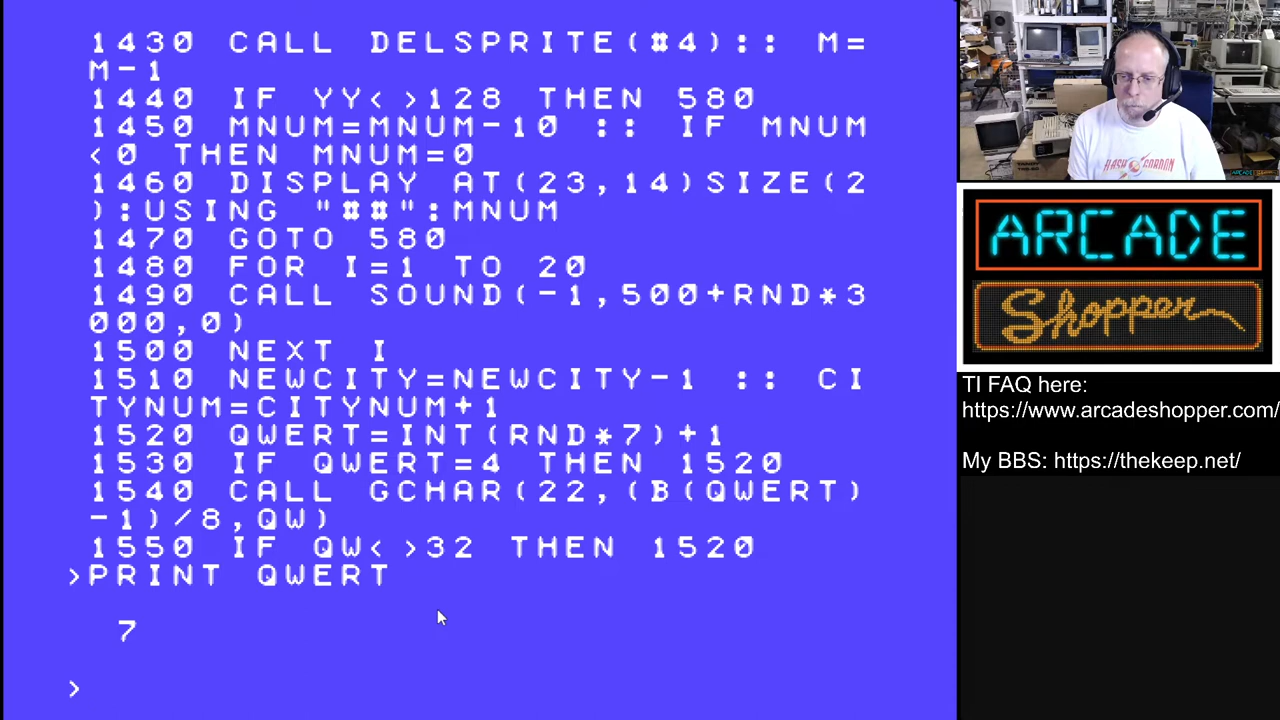 1430 CALL DELSPRITE(#4):: M=
M-1
1440 IF Y<>128 THEN 580
1450 MNUM=MNUM-10 :: IF MNUM
<0 THEN MNUM=0
1460 DISPLAY AT(
,14)SIZE(2
):USING "##":MNUM
1470 GOTO 580
1480 FOR I=1 TO 20
1490 CALL SOUND(-1,500+RND*3
000,0)
1500 NEXT I
1510 NEWCITY=NEWCITY-1 :: CI
TYNUM=CITYNUM+1
1520 QWERT=INT(RND*7)+1
1530 IF QWERT=4 THEN 1520
1540 CALL GCHAR(22,(B(QWERT)
-1)/8,QW)
1550 IF QW<>32 THEN 1520
>PRINT QWERT
7
>
HASH GORDON
ARCADE
Shopper
TI FAQ here:
https://www.arcadeshopper.com/
My BBS: https://thekeep.net/